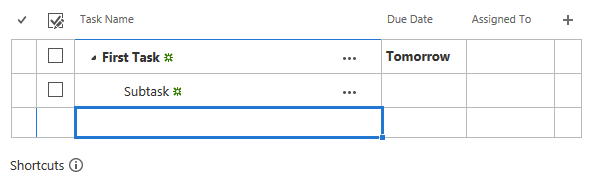 Task Name Due Date Assigned To
First Task Tomorrow
Subtask
Shortcuts